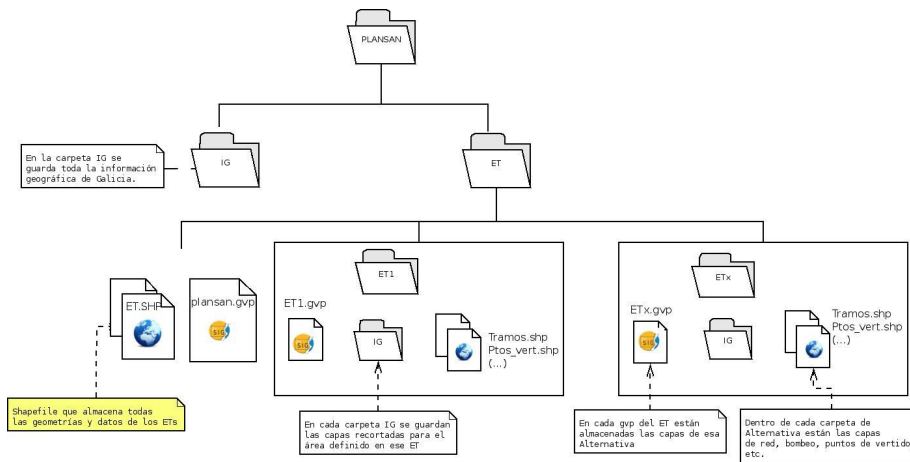 PLANSAN
En la carpeta IG se
guarda toda la información
geográfica de Galicia.
IG
ET
ET.SHP
plansan.gvp
SIG
ET1
ET1.gvp
SIG
IG
Tramos.shp
Ptos_vert.shp
(...)
ETx
ETx.gvp
SIG
IG
Tramos.shp
Ptos_vert.shp
(...)
Shapefile que almacena todas
las geometrías y datos de los ETs
En cada carpeta IG se guardan
las capas recortadas para el
área definido en ese ET
En cada gvp del ET están
almacenadas las capas de esa
Alternativa
Dentro de cada carpeta de
Alternativa están las capas
de red, bombeo, puntos de vertido
etc.